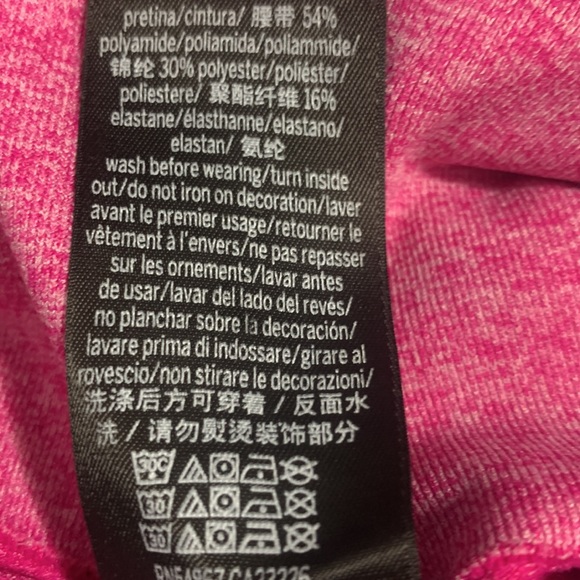 pretina/cintura/ 腰带 54%
polyamide/poliamida/poliammide/
锦纶 30% polyester/poliéster/
poliestere/ 聚酯纤维 16%
elastane/élasthanne/elastano/
elastan/ 氨纶
wash before wearing/turn inside
out/do not iron on decoration/laver
avant le premier usage/retourner le
vêtement à l'envers/ne pas repasser
sur les ornements/lavar antes
de usar/lavar del lado del revés/
no planchar sobre la decoración/
lavare prima di indossare/girare al
rovescio/non stirare le decorazioni/
洗涤后方可穿着 / 反面水
洗 / 请勿熨烫装饰部分
30C
30
30
RN54867 CA23226